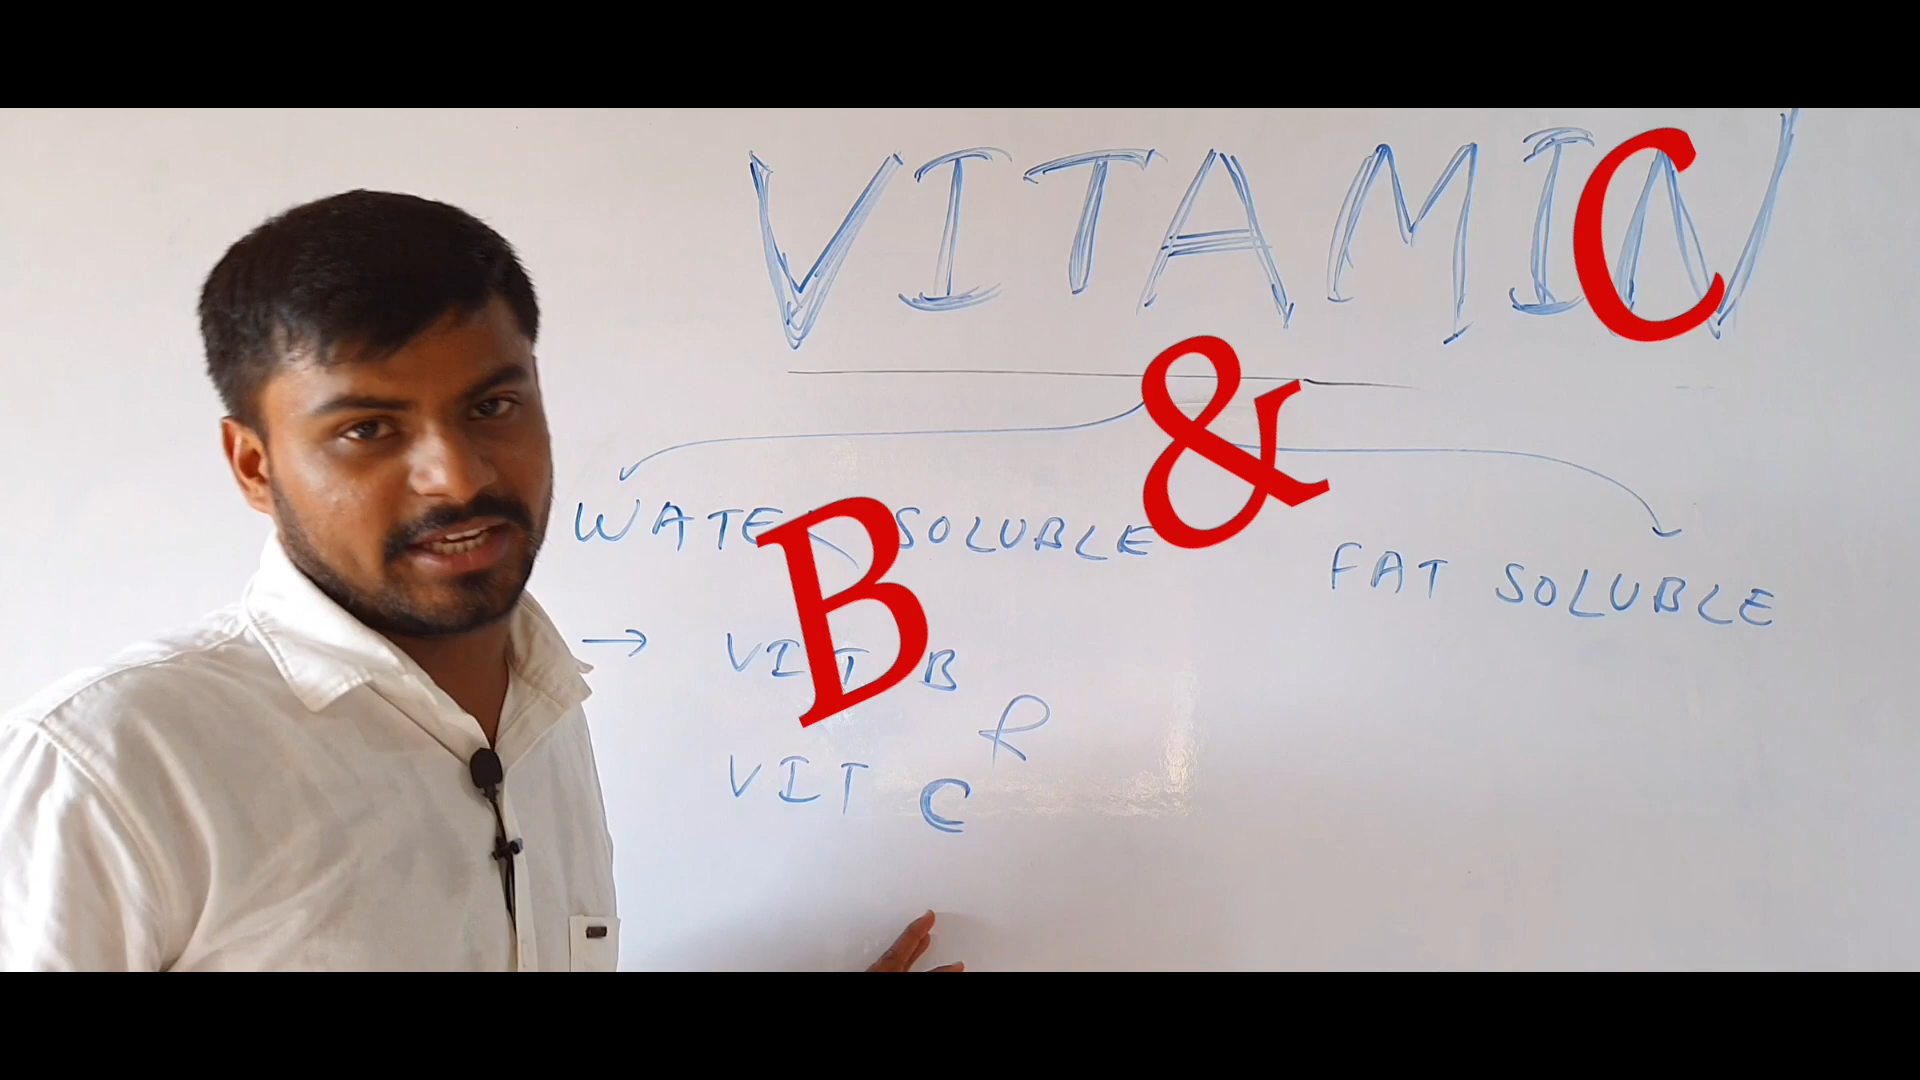 VITAMIN
C
&
B
WATER SOLUBLE
FAT SOLUBLE
→ VIT B
&
VIT C